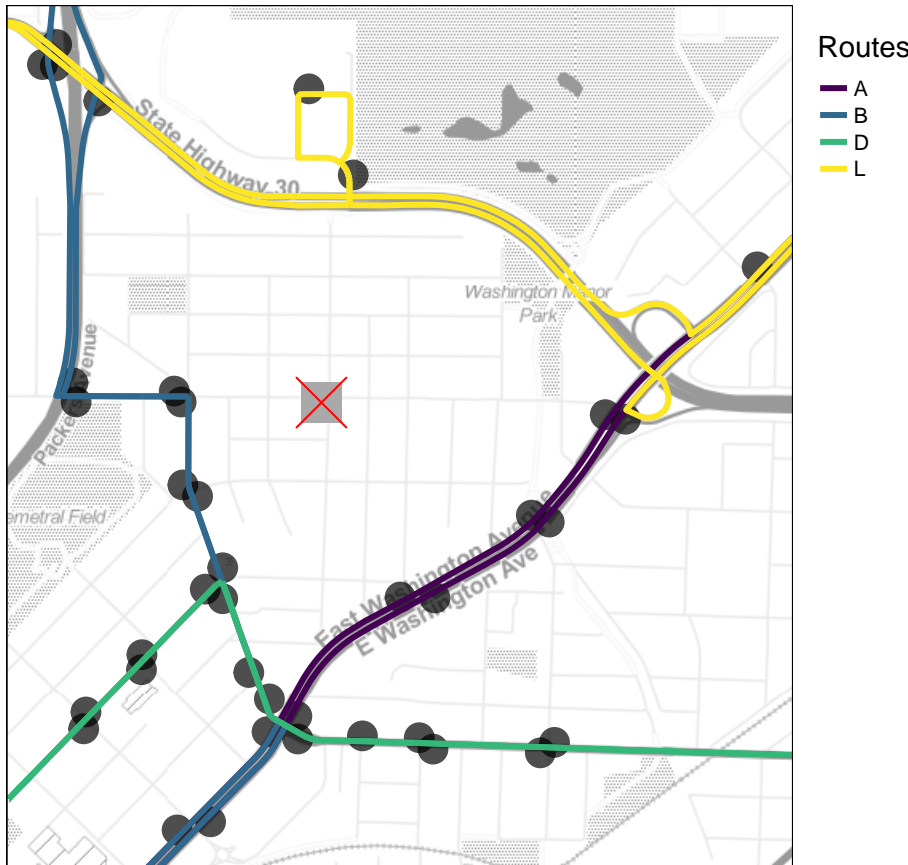 Routes
A
B
D
L
State Highway 30
Washington Manor
Park
Packers Avenue
emetral Field
East Washington Avenue
E Washington Ave